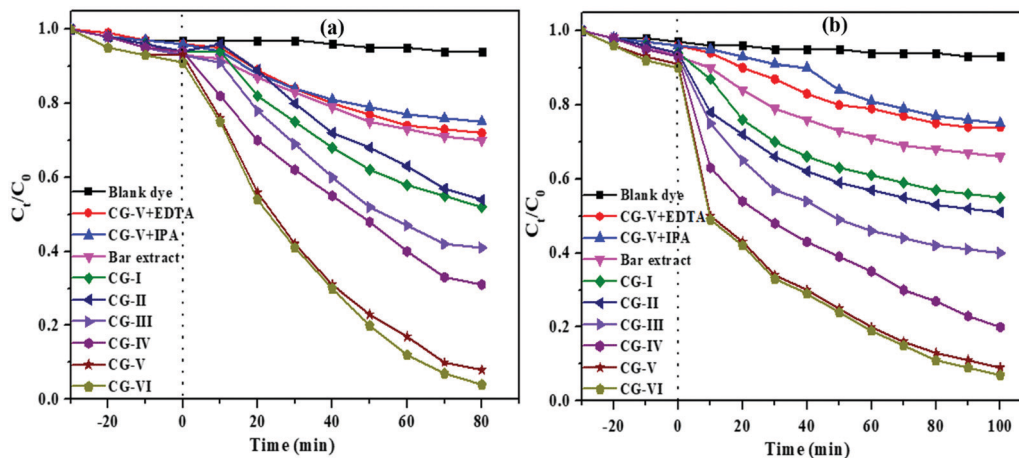 (a)
1.0
0.8
0.6
0.4
0.2
0.0
C_t/C_0
Blank dye
CG-V+EDTA
CG-V+IPA
Bar extract
CG-I
CG-II
CG-III
CG-IV
CG-V
CG-VI
-20 0 20 40 60 80
Time (min)
(b)
1.0
0.8
0.6
0.4
0.2
0.0
C_t/C_0
Blank dye
CG-V+EDTA
CG-V+IPA
Bar extract
CG-I
CG-II
CG-III
CG-IV
CG-V
CG-VI
-20 0 20 40 60 80 100
Time (min)